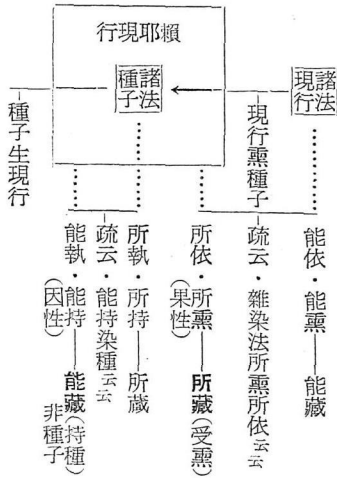 賴耶現行
諸法現行
諸法種子
現行熏種子
種子生現行
能依・能熏——能藏
疏云・雜染法所熏所依云云
所依・所熏——所藏(受熏)
(果性)
所執・所持——所藏
疏云・能持染種云云
能執・能持——能藏(持種)
(因性)
非種子